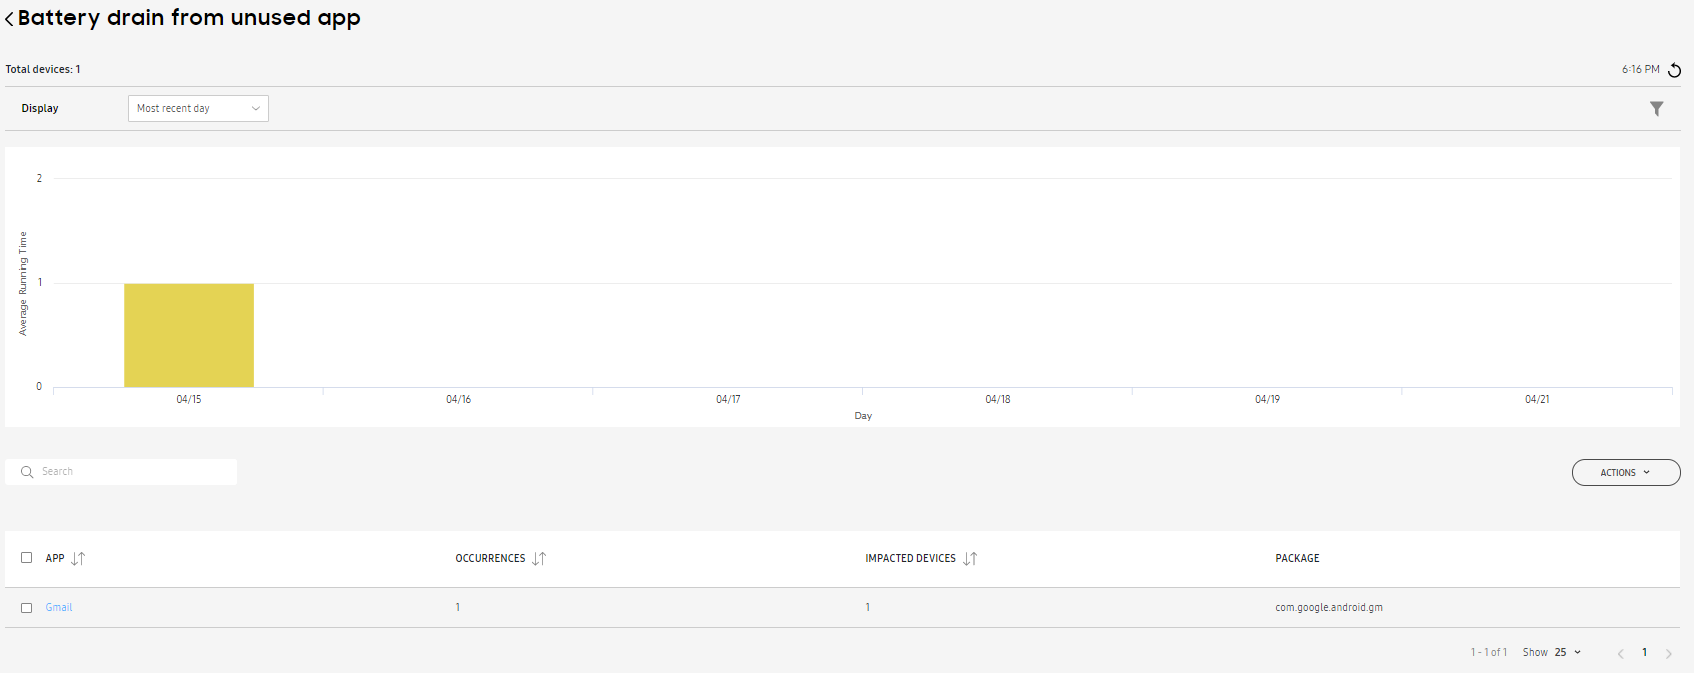 Battery drain from unused app
Total devices: 1
6:16 PM
Display
Most recent day
2
1
0
Average Running Time
04/15
04/16
04/17
04/18
04/19
04/21
Day
Search
ACTIONS
APP
OCCURRENCES
IMPACTED DEVICES
PACKAGE
Gmail
1
1
com.google.android.gm
1 - 1 of 1
Show 25
1